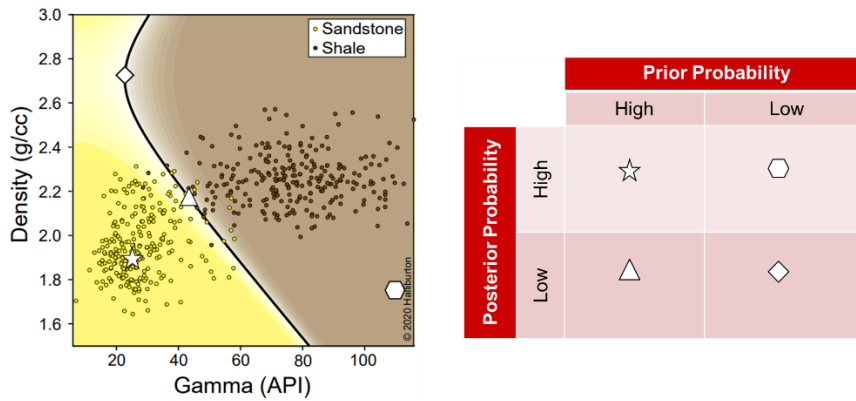 3.0
2.8
2.6
2.4
2.2
2.0
1.8
1.6
Density (g/cc)
Sandstone
Shale
© 2020 Halliburton
20
40
60
80
100
Gamma (API)
Prior Probability
High
Low
Posterior Probability
High
Low